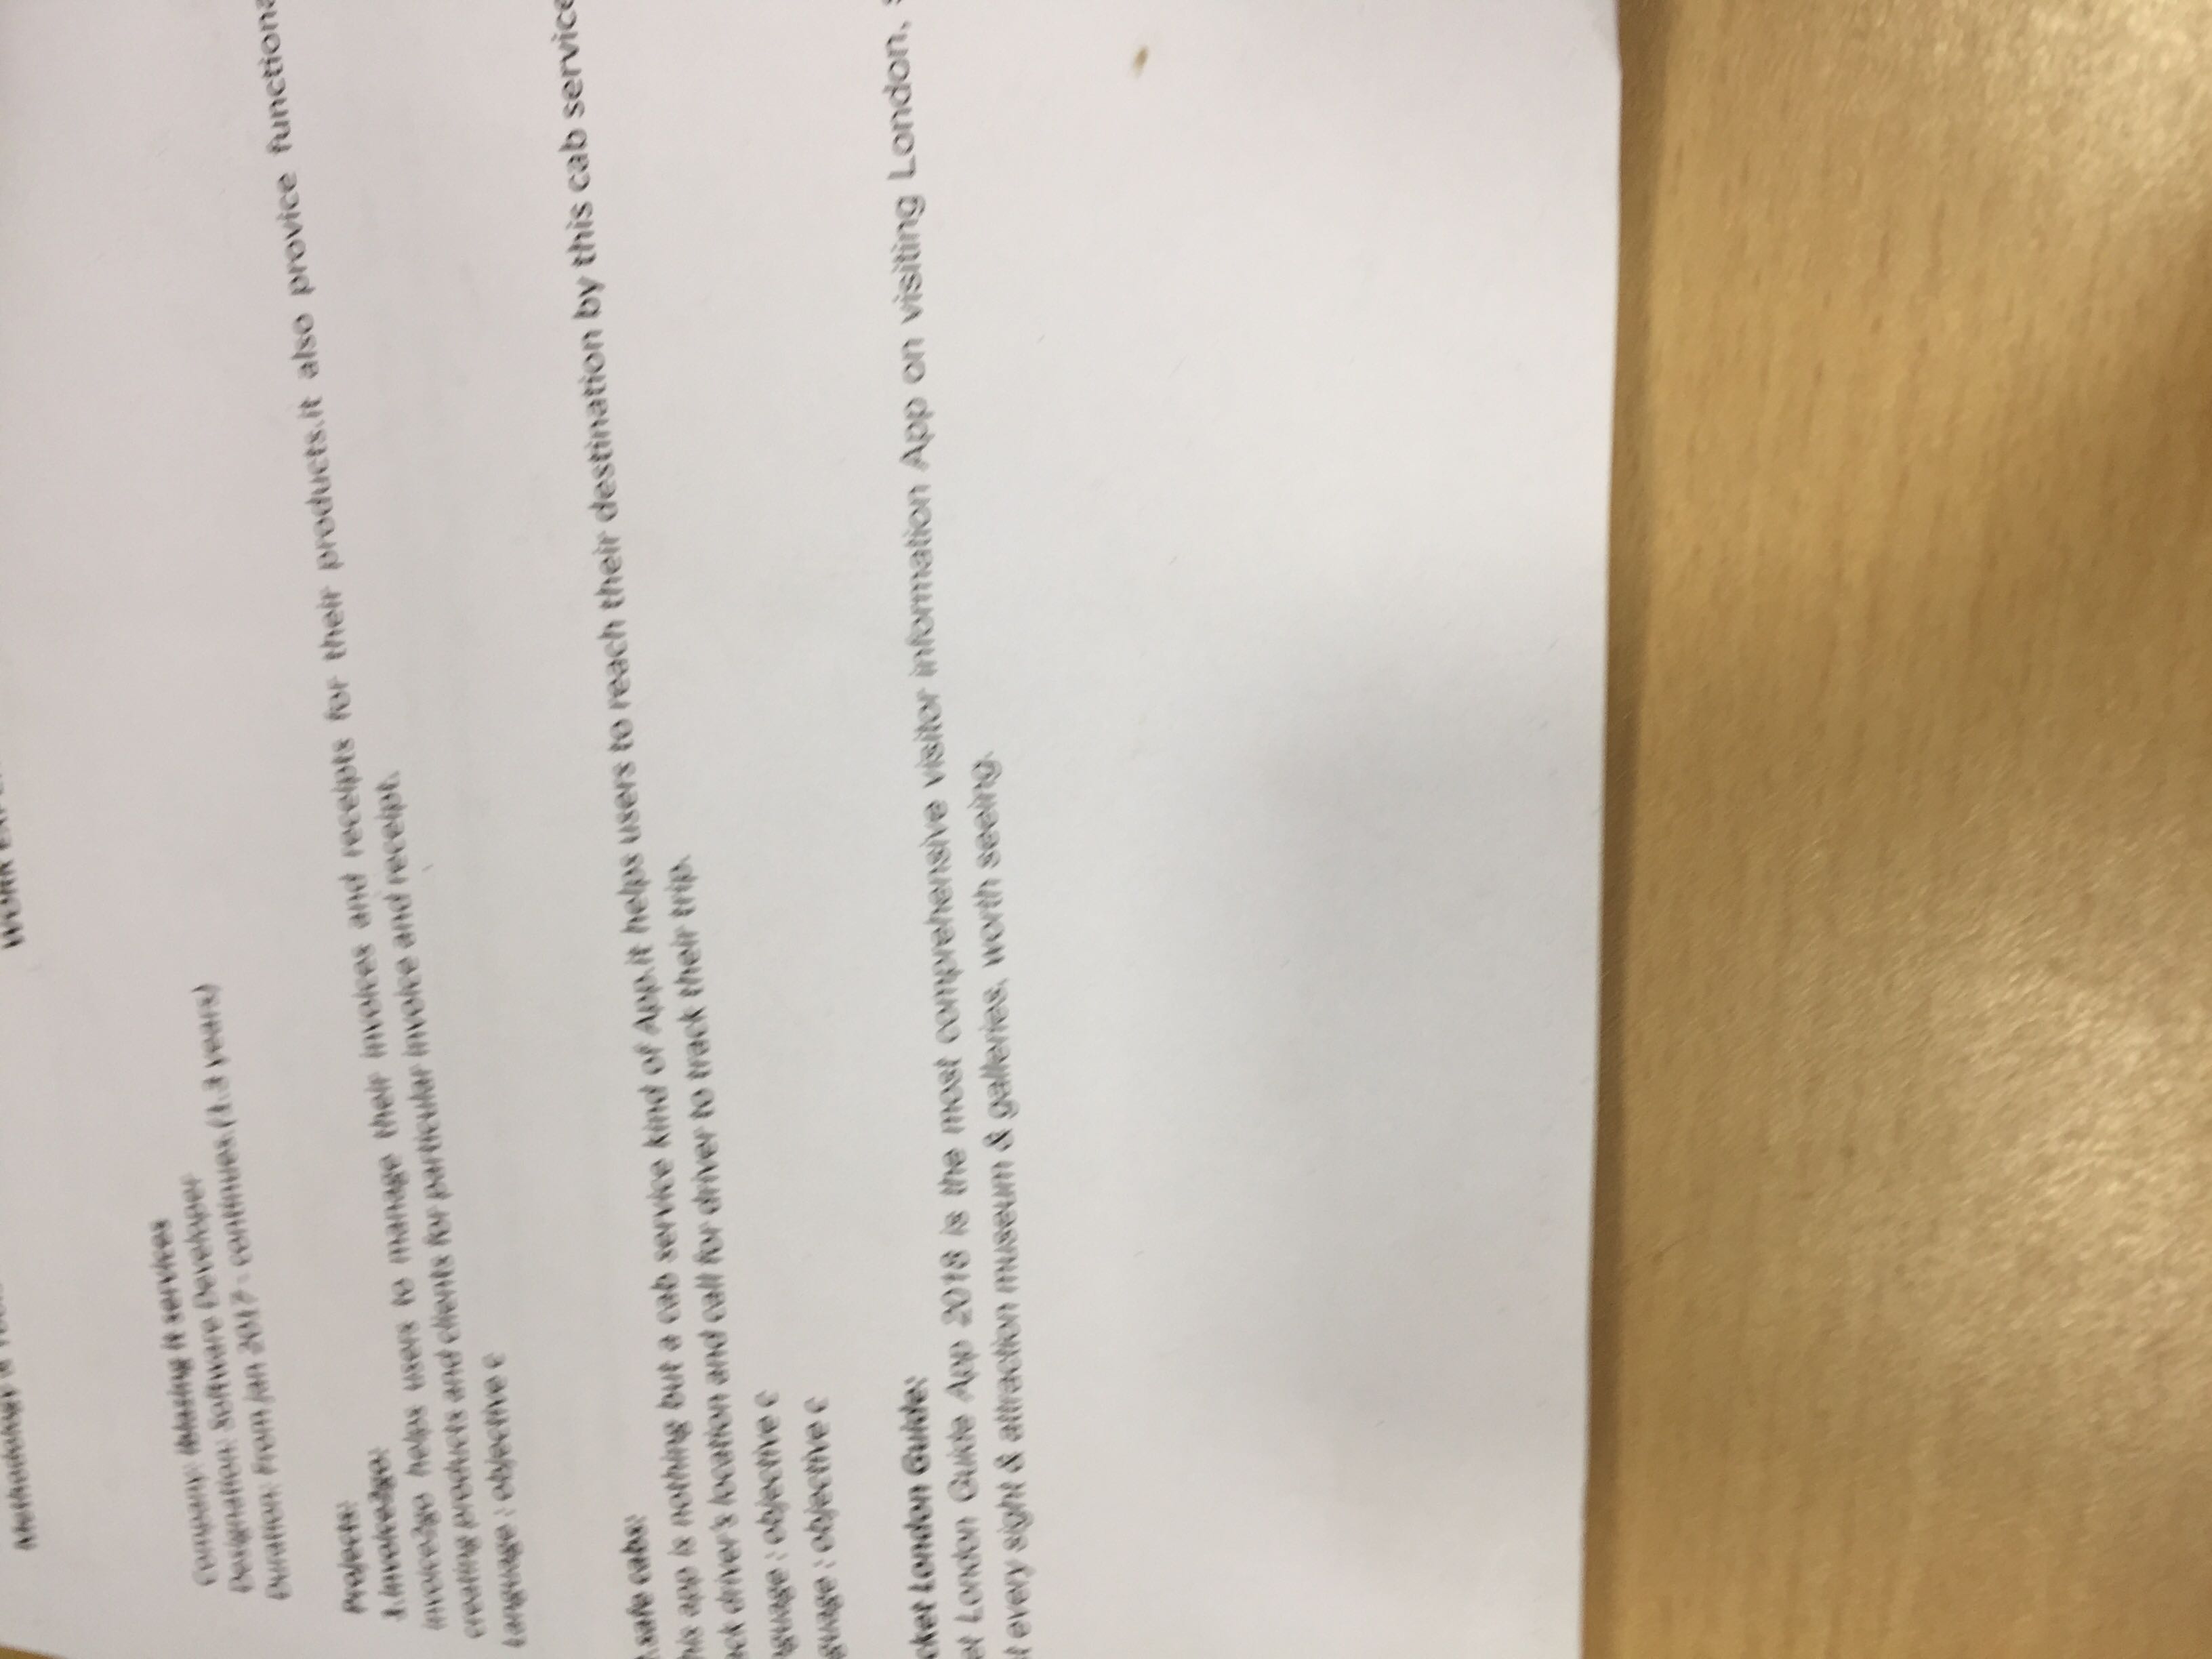 Methodology &
WORK
Company: iblazing it services
Designation: Software Developer
Duration: From jan 2017 - continues.(1.3 years)
Projects:
1.invoice2go:
invoice2go helps users to manage their invoices and receipts for their products.it also provice functiona
creating products and clients for particular invoice and receipt.
Language : objective c
.safe cabs:
his app is nothing but a cab service kind of App.it helps users to reach their destination by this cab service
ack driver's location and call for driver to track their trip.
nguage : objective c
guage : objective c
cket London Guide:
et London Guide App 2018 is the most comprehensive visitor information App on visiting London,
t every sight & attraction museum & galleries, worth seeing.